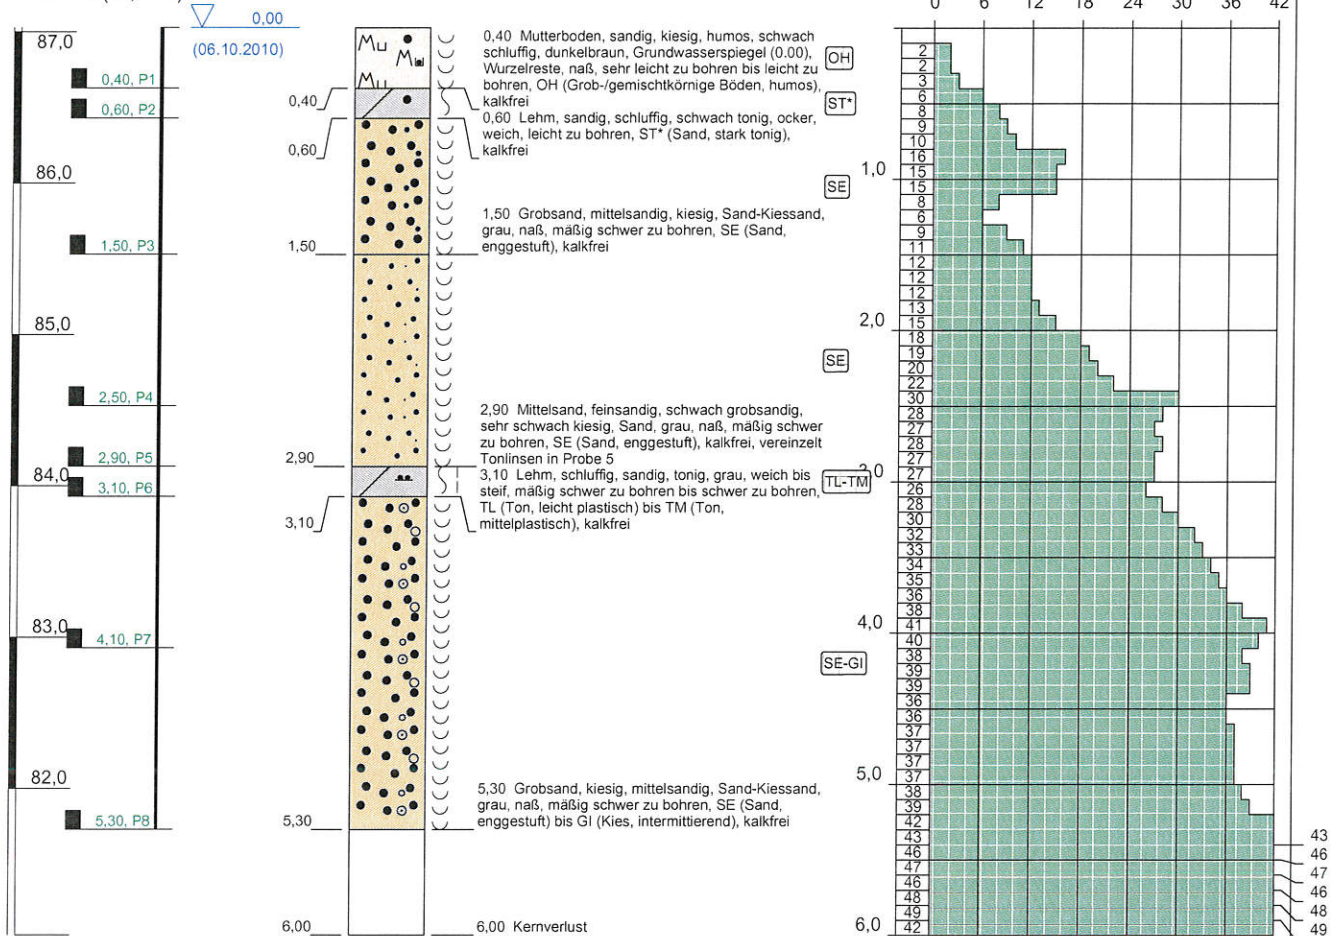 0,00
(06.10.2010)
87,0
0,40, P1
0,60, P2
86,0
1,50, P3
85,0
2,50, P4
2,90, P5
84,0
3,10, P6
83,0
4,10, P7
82,0
5,30, P8
Mu
Mu
0,40
0,60
1,50
2,90
3,10
5,30
6,00
0,40 Mutterboden, sandig, kiesig, humos, schwach
schluffig, dunkelbraun, Grundwasserspiegel (0.00),
Wurzelreste, naß, sehr leicht zu bohren bis leicht zu
bohren, OH (Grob-/gemischtkörnige Böden, humos),
kalkfrei
0,60 Lehm, sandig, schluffig, schwach tonig, ocker,
weich, leicht zu bohren, ST* (Sand, stark tonig),
kalkfrei
1,50 Grobsand, mittelsandig, kiesig, Sand-Kiessand,
grau, naß, mäßig schwer zu bohren, SE (Sand,
enggestuft), kalkfrei
2,90 Mittelsand, feinsandig, schwach grobsandig,
sehr schwach kiesig, Sand, grau, naß, mäßig schwer
zu bohren, SE (Sand, enggestuft), kalkfrei, vereinzelt
Tonlinsen in Probe 5
3,10 Lehm, schluffig, sandig, tonig, grau, weich bis
steif, mäßig schwer zu bohren bis schwer zu bohren,
TL (Ton, leicht plastisch) bis TM (Ton,
mittelplastisch), kalkfrei
5,30 Grobsand, kiesig, mittelsandig, Sand-Kiessand,
grau, naß, mäßig schwer zu bohren, SE (Sand,
enggestuft) bis GI (Kies, intermittierend), kalkfrei
6,00 Kernverlust
OH
ST*
SE
SE
TL-TM
SE-GI
0 6 12 18 24 30 36 42
1,0
2,0
4,0
5,0
6,0
2
2
3
6
8
9
10
16
15
15
8
6
9
11
12
12
12
13
15
18
19
20
22
30
28
27
28
27
27
26
28
30
32
33
34
35
36
38
41
40
38
39
39
36
36
37
37
37
37
38
39
42
43
46
47
46
48
49
42
43
46
47
46
48
49